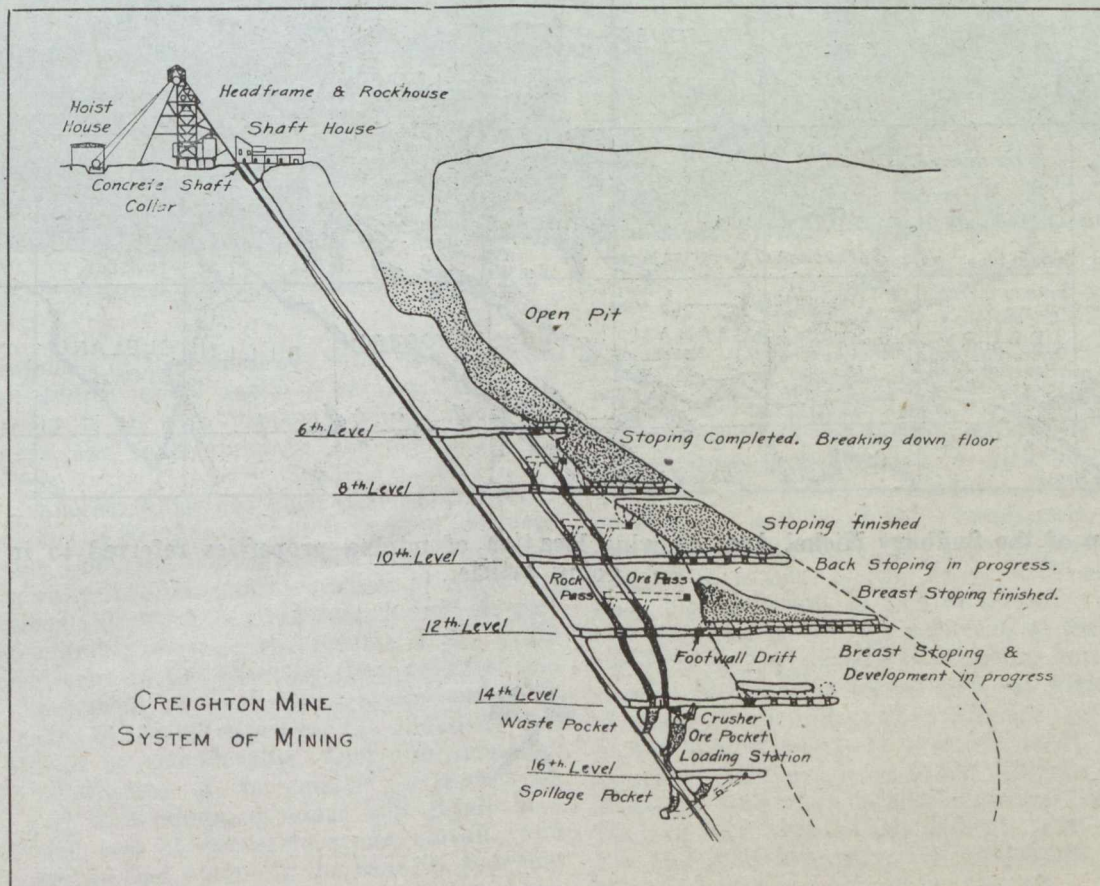 Headframe & Rockhouse
Hoist
House
Shaft House
Concrete Shaft
Collar
Open Pit
6th Level
Stoping Completed. Breaking down floor
8th Level
Stoping finished
10th Level
Back Stoping in progress.
Rock
Pass
Ore Pass
Breast Stoping finished.
12th Level
Footwall Drift
Breast Stoping &
Development in progress
14th Level
CREIGHTON MINE
SYSTEM OF MINING
Waste Pocket
Crusher
Ore Pocket
Loading Station
16th Level
Spillage Pocket